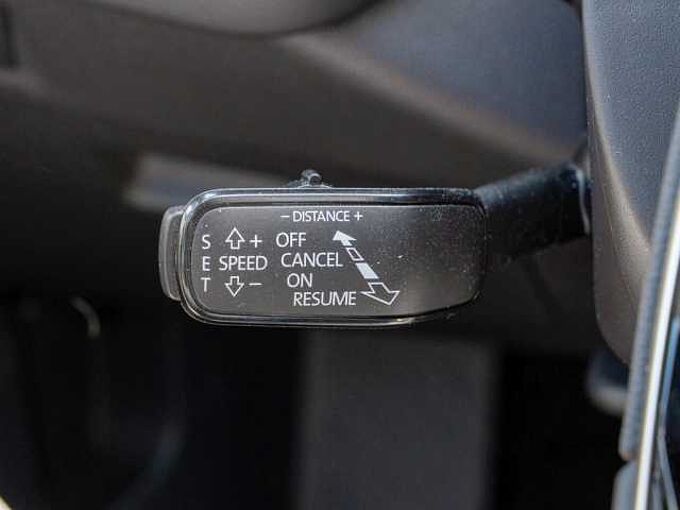 − DISTANCE +
S + OFF
E SPEED CANCEL
T − ON
RESUME